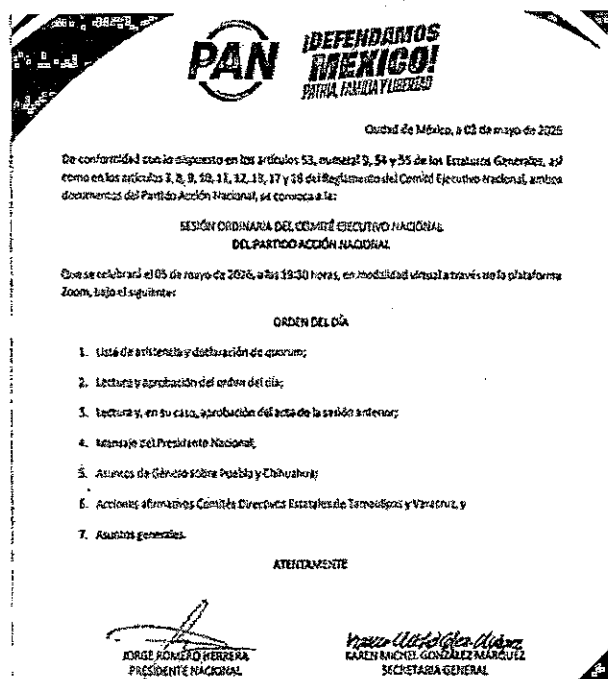 PAN
¡DEFENDAMOS
MÉXICO!
PATRIA, FAMILIA Y LIBERTAD
Ciudad de México, a 02 de mayo de 2026
De conformidad con lo dispuesto en los artículos 53, numeral 9, 54 y 55 de los Estatutos Generales, así
como en los artículos 8, 9, 10, 11, 12, 13, 17 y 18 del Reglamento del Comité Ejecutivo Nacional, ambos
documentos del Partido Acción Nacional, se convoca a la:
SESIÓN ORDINARIA DEL COMITÉ EJECUTIVO NACIONAL
DEL PARTIDO ACCIÓN NACIONAL
Que se celebrará el 05 de mayo de 2026, a las 19:30 horas, en modalidad virtual a través de la plataforma
Zoom, bajo el siguiente:
ORDEN DEL DÍA
1. Lista de asistencia y declaración de quorum;
2. Lectura y aprobación del orden del día;
3. Lectura y, en su caso, aprobación del acta de la sesión anterior;
4. Mensaje del Presidente Nacional;
5. Asuntos de Género sobre Puebla y Chihuahua;
6. Acciones afirmativas Comités Directivos Estatales de Tamaulipas y Veracruz, y
7. Asuntos generales.
ATENTAMENTE
JORGE ROMERO HERRERA
PRESIDENTE NACIONAL
KAREN MICHEL GONZÁLEZ MÁRQUEZ
SECRETARIA GENERAL